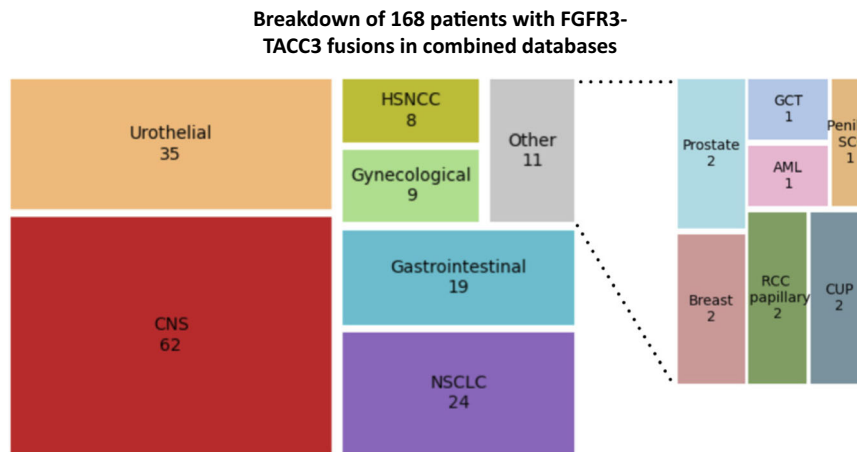 Breakdown of 168 patients with FGFR3-
TACC3 fusions in combined databases
Urothelial
35
CNS
62
HSNCC
8
Gynecological
9
Other
11
Gastrointestinal
19
NSCLC
24
Prostate
2
GCT
1
AML
1
1
Breast
2
RCC
papillary
2
CUP
2